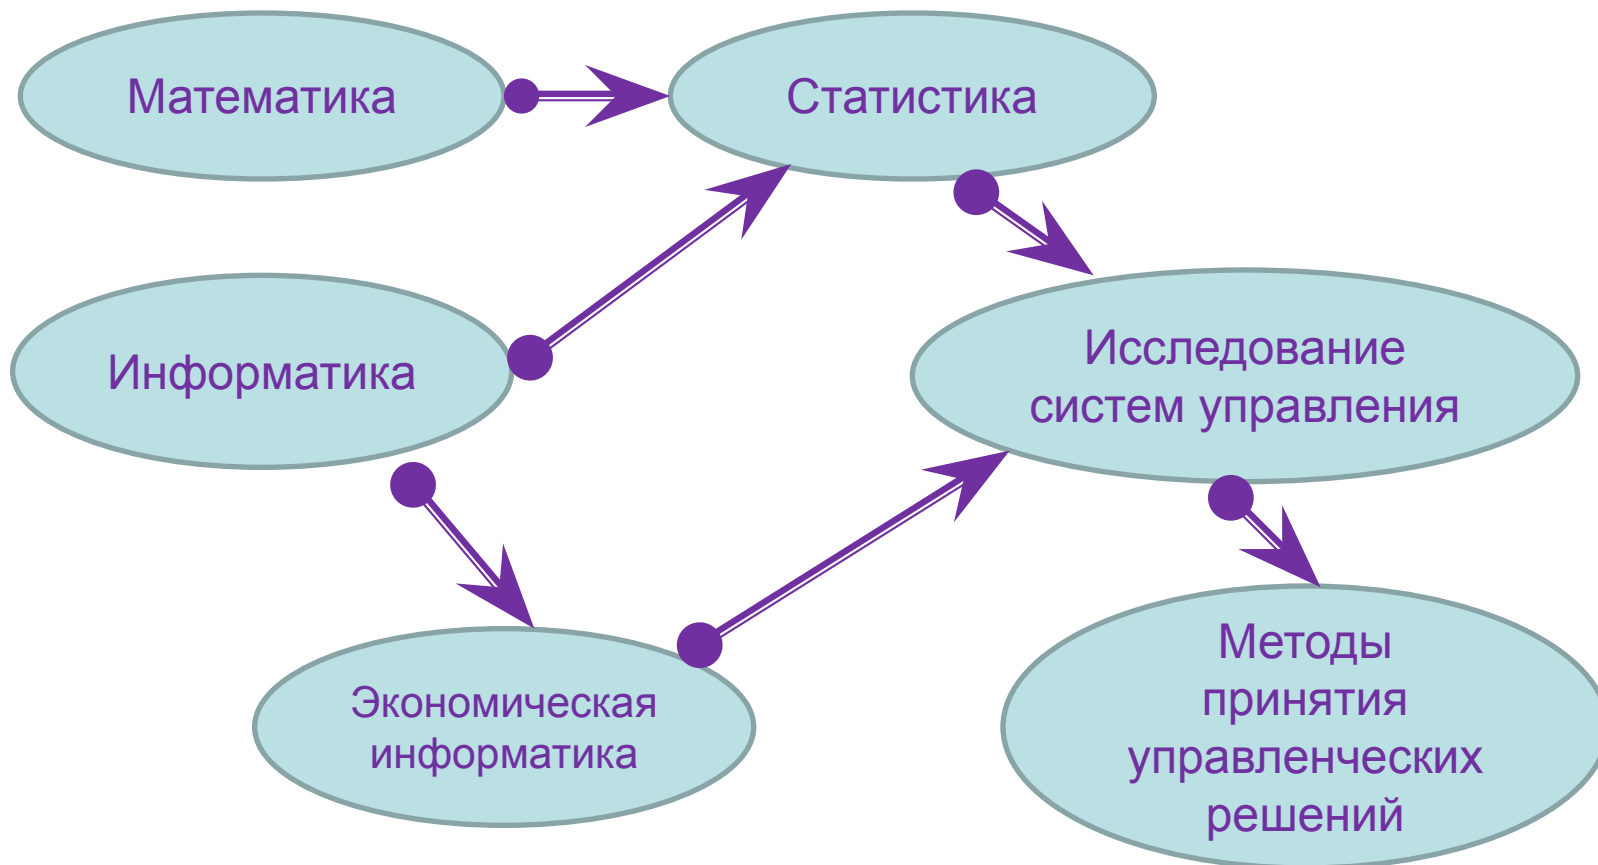 Математика
Статистика
Информатика
Исследование
систем управления
Экономическая
информатика
Методы
принятия
управленческих
решений